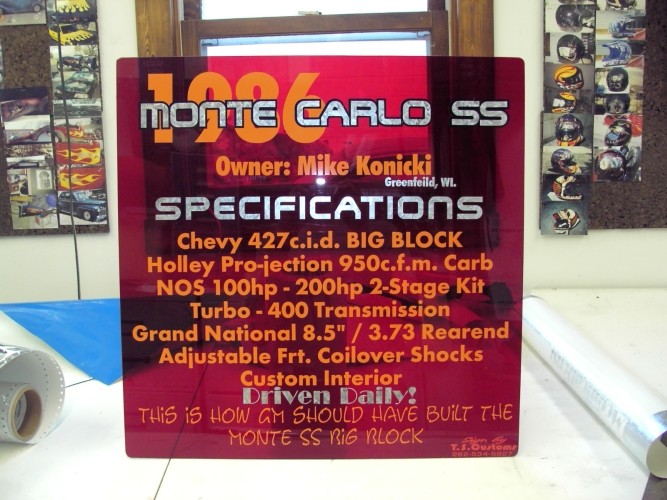 1986
MONTE CARLO SS
Owner: Mike Konicki
Greenfeild, WI.
SPECIFICATIONS
Chevy 427c.i.d. BIG BLOCK
Holley Pro-jection 950c.f.m. Carb
NOS 100hp - 200hp 2-Stage Kit
Turbo - 400 Transmission
Grand National 8.5" / 3.73 Rearend
Adjustable Frt. Coilover Shocks
Custom Interior
Driven Daily!
THIS IS HOW GM SHOULD HAVE BUILT THE
MONTE SS BIG BLOCK
Sign By
T.S. Customs